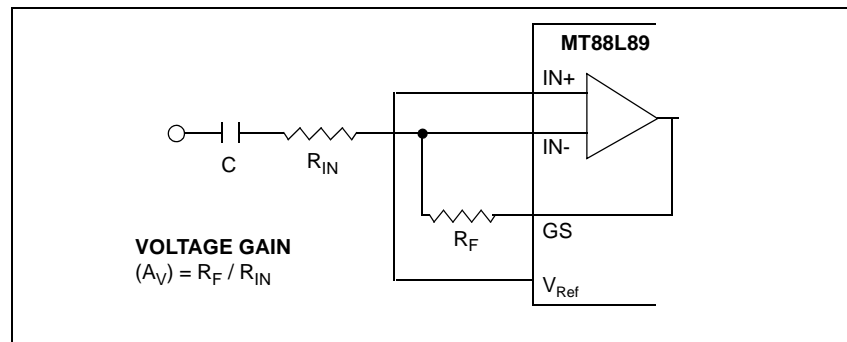 MT88L89
IN+
IN-
C
R_IN
R_F
GS
VOLTAGE GAIN
(A_V) = R_F / R_IN
V_Ref